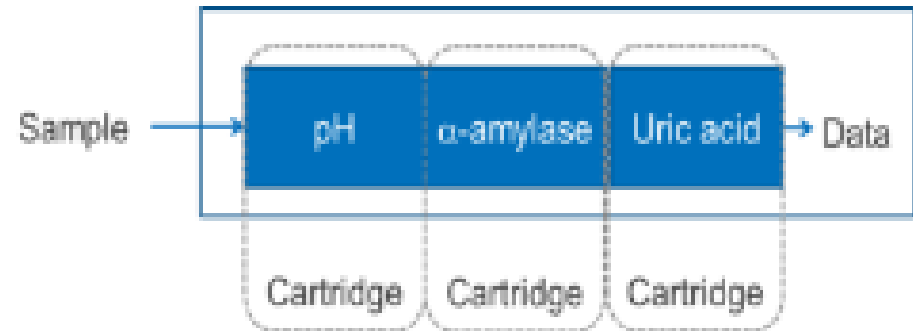 Sample
pH
α-amylase
Uric acid
Data
Cartridge
Cartridge
Cartridge